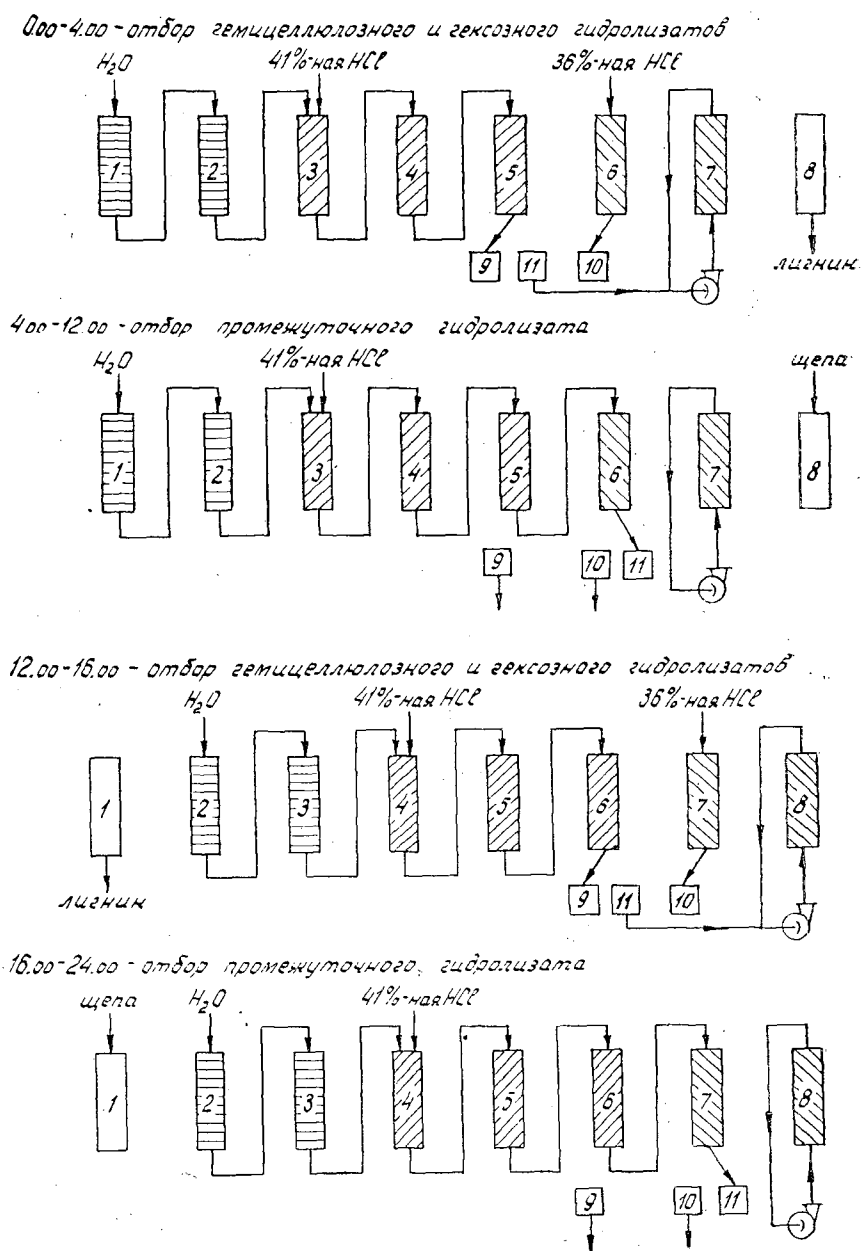 0.00-4.00-отбор гемицеллюлозного и гексозного гидролизатов
H₂O 41%-ная HCl 36%-ная HCl
1 2 3 4 5 6 7 8
9 11 10
лигнин
4.00-12.00-отбор промежуточного гидролизата
H₂O 41%-ная HCl щепа
1 2 3 4 5 6 7 8
9 10 11
12.00-16.00-отбор гемицеллюлозного и гексозного гидролизатов
H₂O 41%-ная HCl 36%-ная HCl
1 2 3 4 5 6 7 8
9 11 10
лигнин
16.00-24.00-отбор промежуточного гидролизата
щепа H₂O 41%-ная HCl
1 2 3 4 5 6 7 8
9 10 11